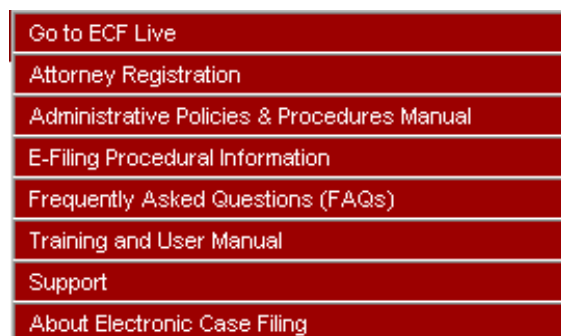 Go to ECF Live
Attorney Registration
Administrative Policies & Procedures Manual
E-Filing Procedural Information
Frequently Asked Questions (FAQs)
Training and User Manual
Support
About Electronic Case Filing